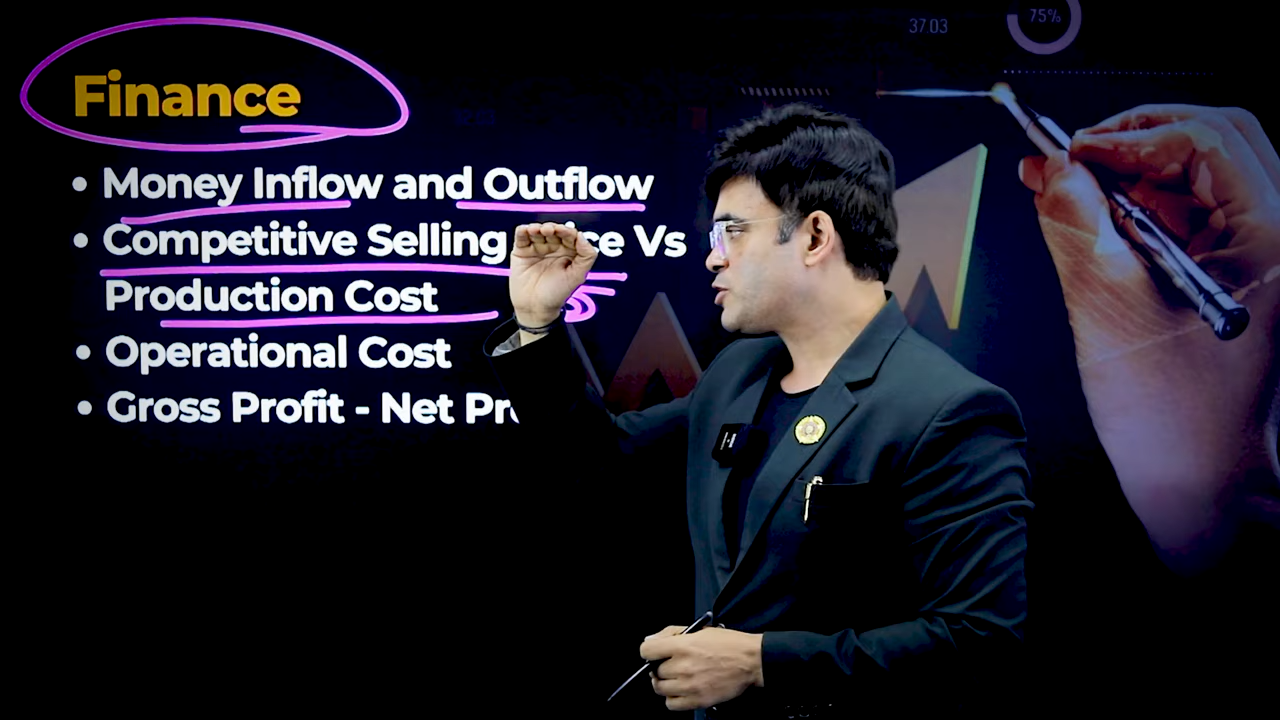 37.03
75%
Finance
• Money Inflow and Outflow
• Competitive Selling Vs
Production Cost
• Operational Cost
• Gross Profit - Net